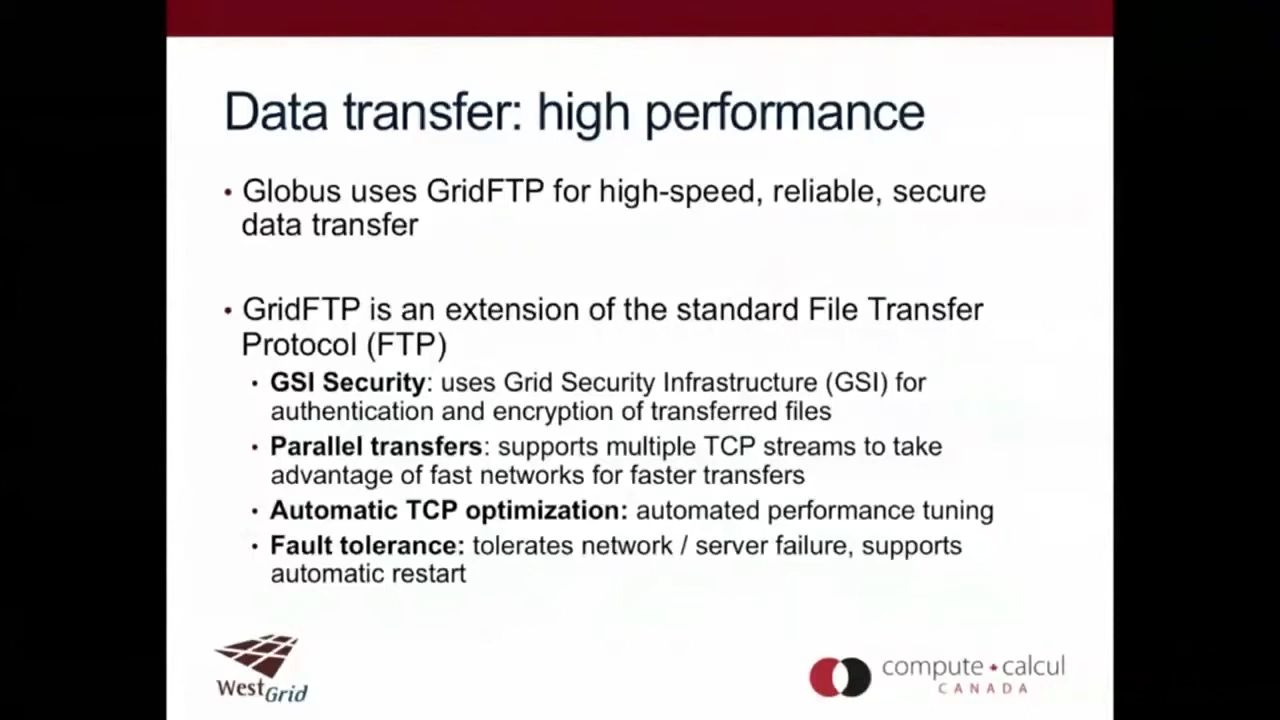 Data transfer: high performance
• Globus uses GridFTP for high-speed, reliable, secure
data transfer
• GridFTP is an extension of the standard File Transfer
Protocol (FTP)
• GSI Security: uses Grid Security Infrastructure (GSI) for
authentication and encryption of transferred files
• Parallel transfers: supports multiple TCP streams to take
advantage of fast networks for faster transfers
• Automatic TCP optimization: automated performance tuning
• Fault tolerance: tolerates network / server failure, supports
automatic restart
WestGrid
compute • calcul
CANADA